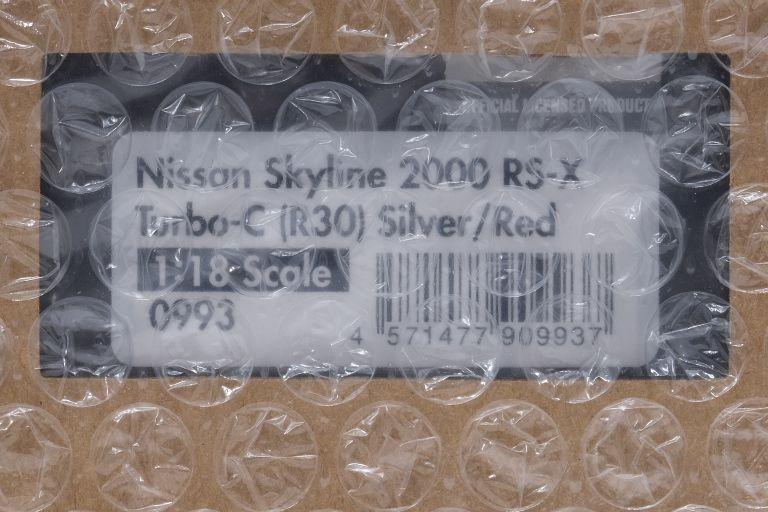 OFFICIAL LICENSED PRODUCT
Nissan Skyline 2000 RS-X
Turbo-C (R30) Silver/Red
1:18 Scale
0993
4 571477 909937